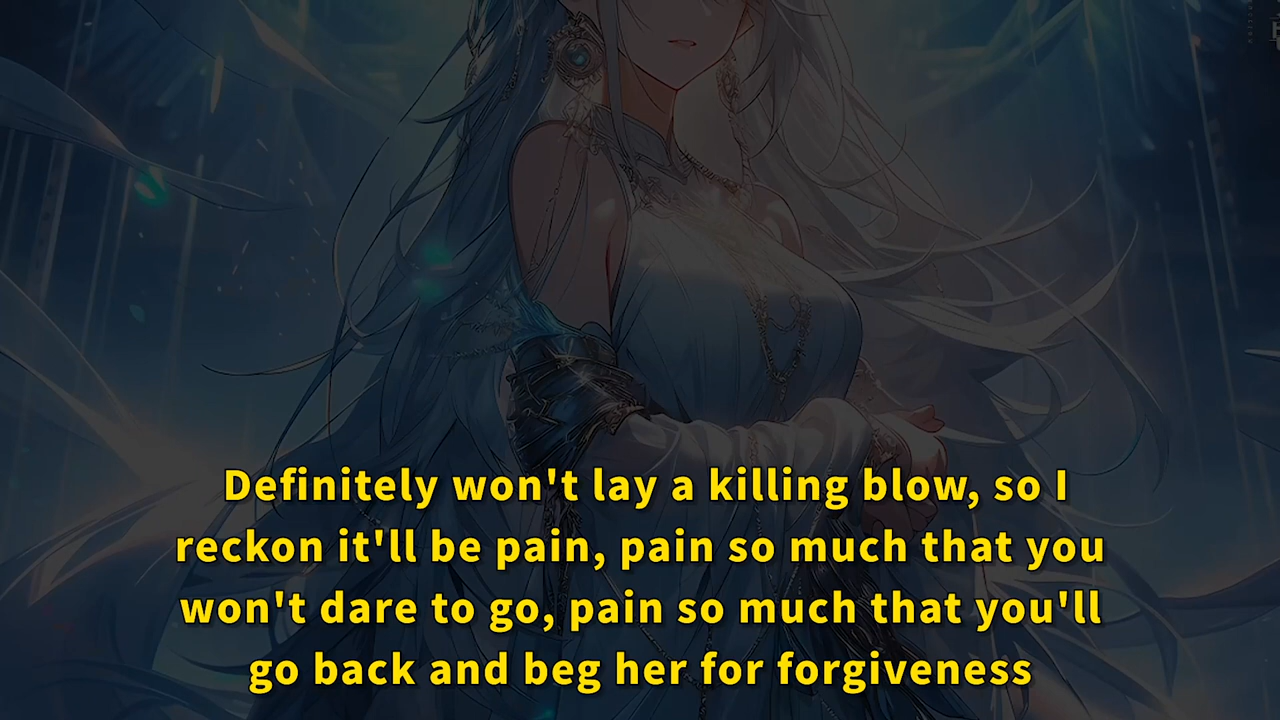 Definitely won't lay a killing blow, so I
reckon it'll be pain, pain so much that you
won't dare to go, pain so much that you'll
go back and beg her for forgiveness